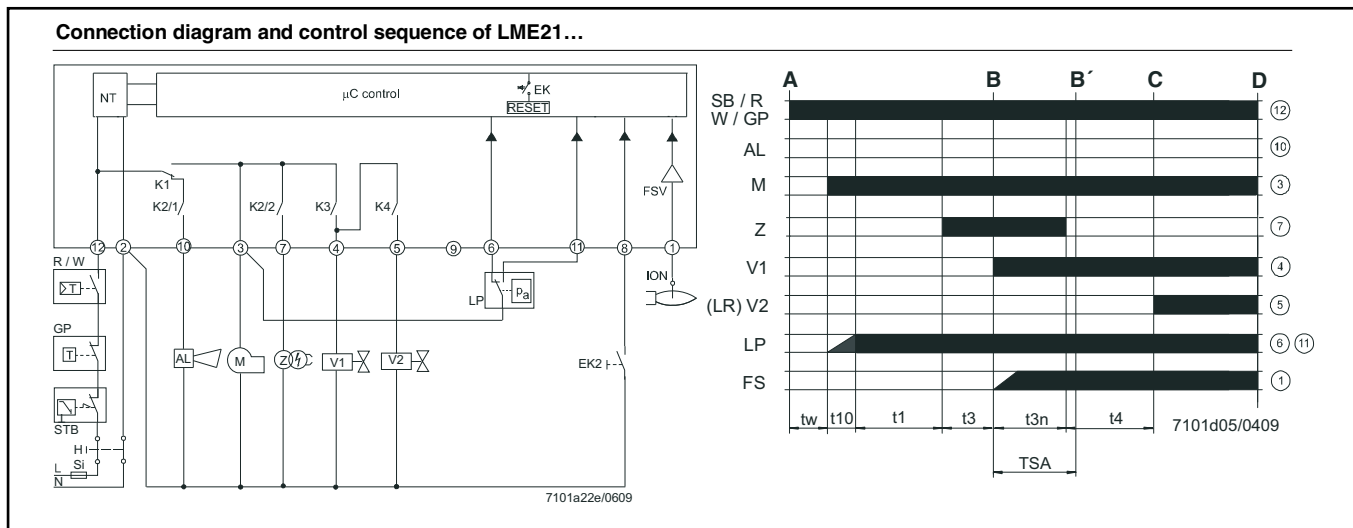 Connection diagram and control sequence of LME21...
NT
µC control
EK
RESET
K1
K2/1
K2/2
K3
K4
FSV
12
2
10
3
7
4
5
9
6
11
8
1
R / W
T
GP
T
STB
H
L
Si
N
AL
M
Z
V1
V2
LP
pa
ION
EK2
7101a22e/0609
A
B
B´
C
D
SB / R
W / GP
12
AL
10
M
3
Z
7
V1
4
(LR) V2
5
LP
6 11
FS
1
tw
t10
t1
t3
t3n
t4
7101d05/0409
TSA